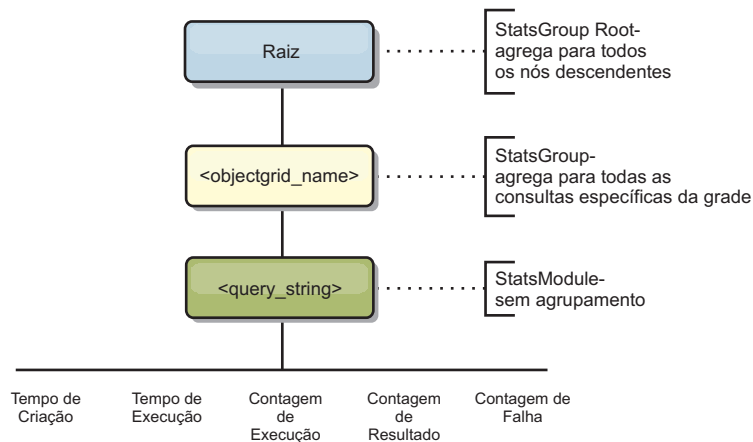 Raiz
StatsGroup Root-
agrega para todos
os nós descendentes
<objectgrid_name>
StatsGroup-
agrega para todas as
consultas específicas da grade
<query_string>
StatsModule-
sem agrupamento
Tempo de
Criação
Tempo de
Execução
Contagem
de
Execução
Contagem
de
Resultado
Contagem de
Falha